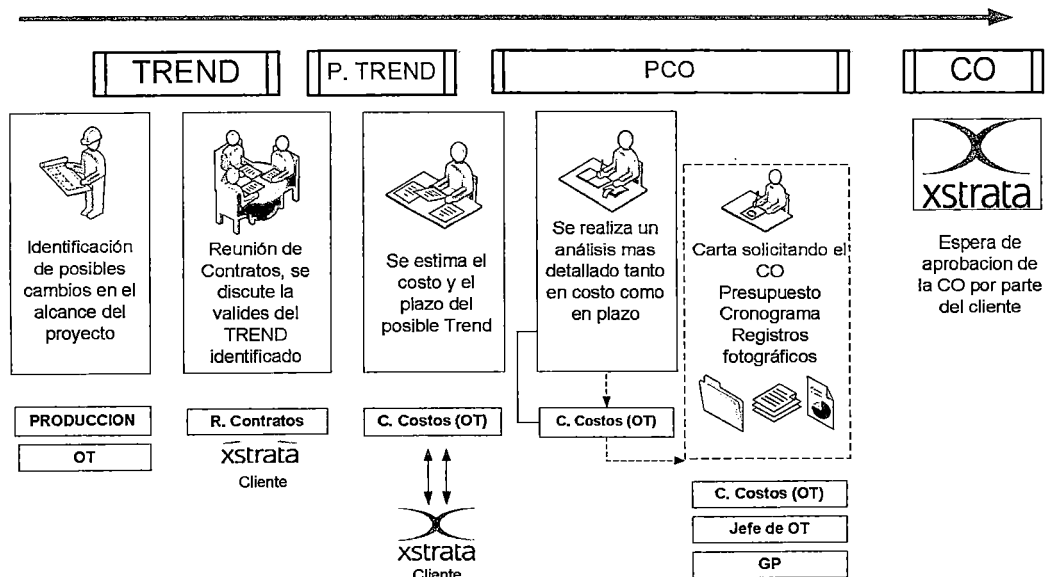 TREND
P. TREND
PCO
CO
Identificación
de posibles
cambios en el
alcance del
proyecto
Reunión de
Contratos, se
discute la
valides del
TREND
identificado
Se estima el
costo y el
plazo del
posible Trend
Se realiza un
análisis mas
detallado tanto
en costo como
en plazo
Carta solicitando el
CO
Presupuesto
Cronograma
Registros
fotográficos
xstrata
Espera de
aprobacion de
la CO por parte
del cliente
PRODUCCION
OT
R. Contratos
xstrata
Cliente
C. Costos (OT)
xstrata
Cliente
C. Costos (OT)
C. Costos (OT)
Jefe de OT
GP